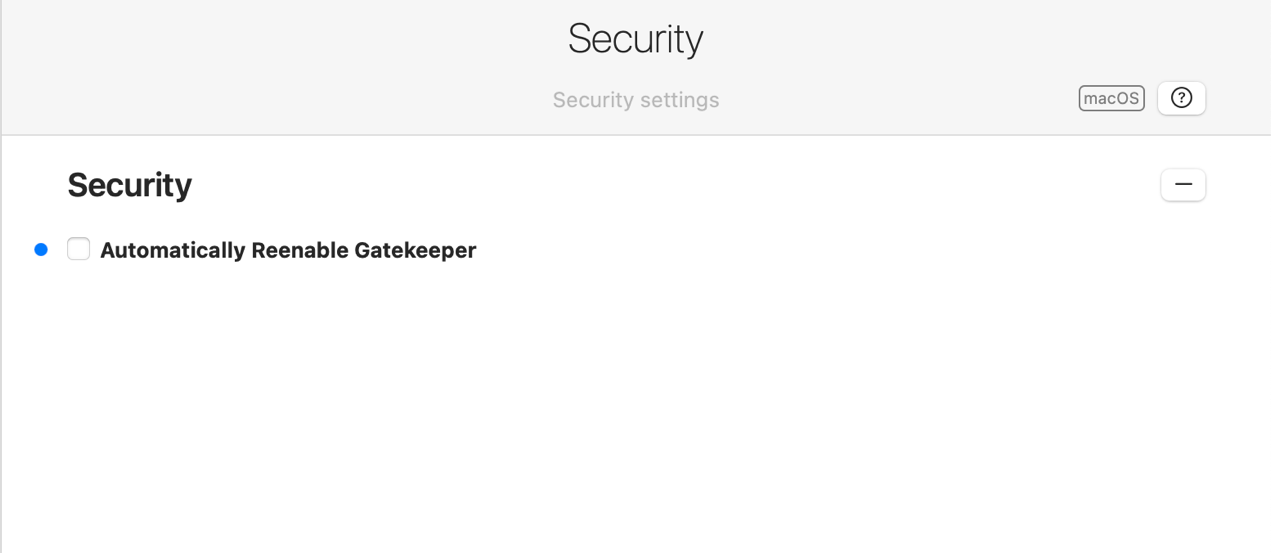 Security
Security settings
macOS
?
Security
Automatically Reenable Gatekeeper